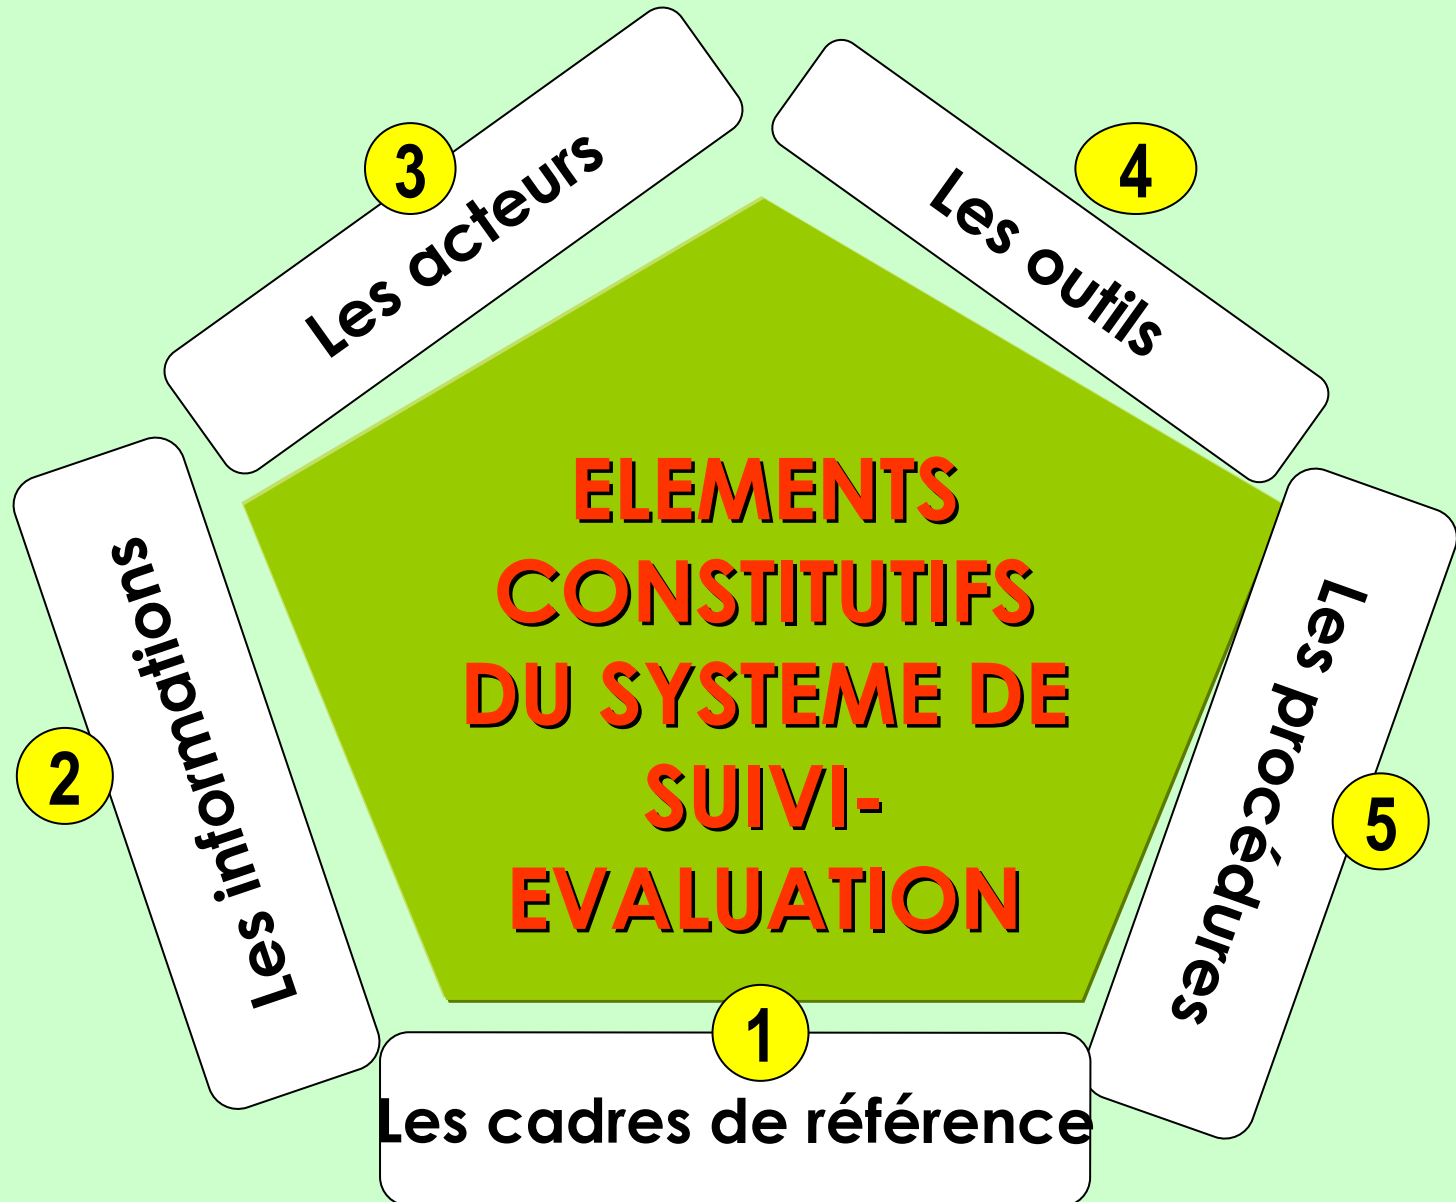 3
Les acteurs
4
Les outils
ELEMENTS
CONSTITUTIFS
DU SYSTEME DE
SUIVI-
EVALUATION
2
Les informations
5
Les procédures
1
Les cadres de référence